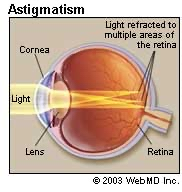 Astigmatism
Light refracted to
multiple areas of
the retina
Cornea
Light
Lens
Retina
© 2003 WebMD Inc.